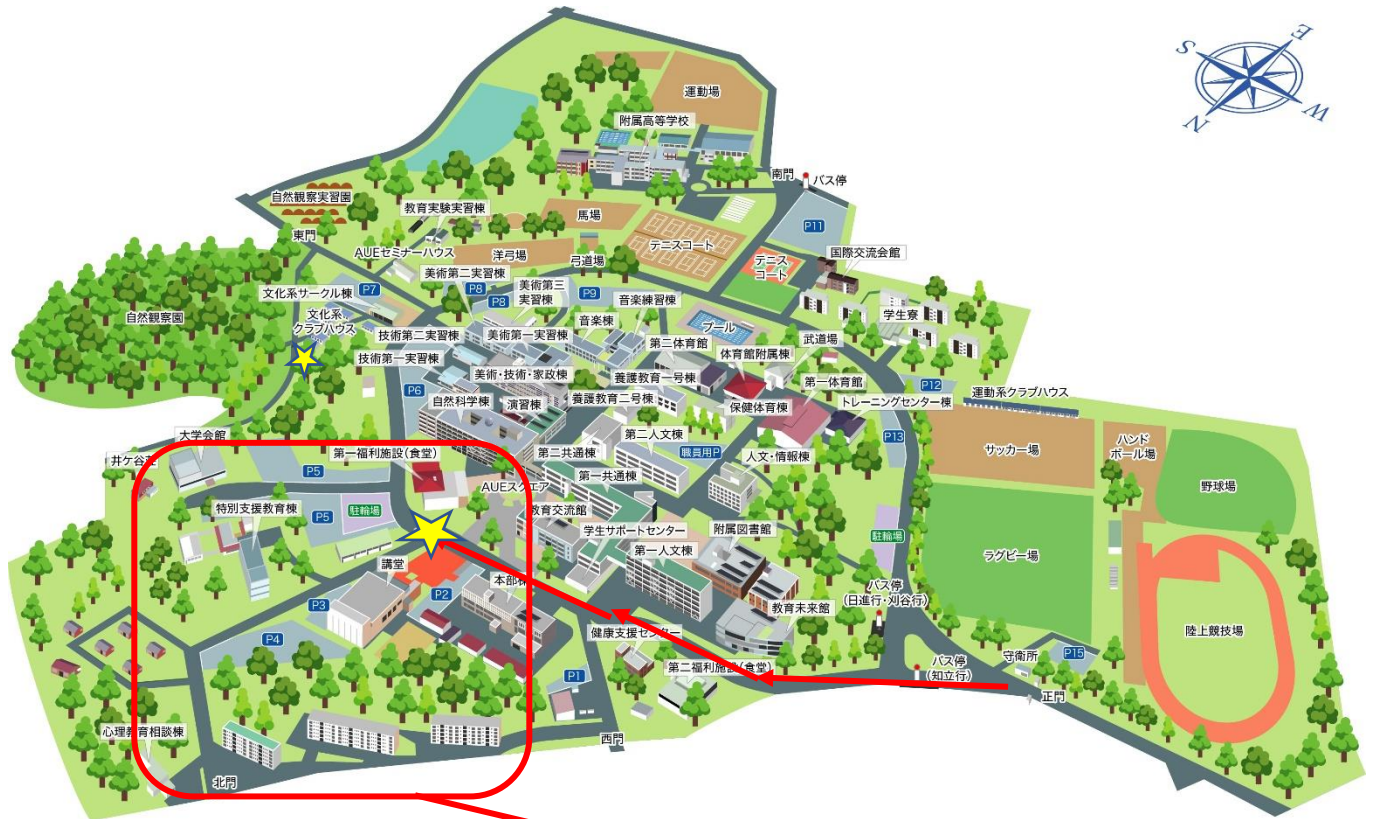 E
S
W
N
運動場
附属高等学校
南門
バス停
P11
自然観察実習園
教育実験実習棟
馬場
東門
AUEセミナーハウス
洋弓場
弓道場
テニスコート
テニス
コート
国際交流会館
美術第二実習棟
P7
P8
P8
美術第三
実習棟
P9
音楽練習棟
文化系サークル棟
文化系
クラブハウス
自然観察園
学生寮
技術第二実習棟
美術第一実習棟
音楽棟
プール
第二体育館
体育館附属棟
武道場
技術第一実習棟
美術・技術・家政棟
養護教育一号棟
第一体育館
P12
運動系クラブハウス
P6
自然科学棟
演習棟
養護教育二号棟
保健体育棟
トレーニングセンター棟
大学会館
第二人文棟
P13
サッカー場
ハンド
ボール場
井ケ谷荘
第一福利施設(食堂)
第二共通棟
職員用P
人文・情報棟
野球場
P5
AUEスクエア
第一共通棟
特別支援教育棟
P5
駐輪場
教育交流館
学生サポートセンター
附属図書館
駐輪場
ラグビー場
講堂
第一人文棟
本部棟
P2
P3
教育未来館
バス停
(日進行・刈谷行)
陸上競技場
P4
健康支援センター
第二福利施設(食堂)
バス停
(知立行)
守衛所
P15
正門
P1
心理教育相談棟
西門
北門